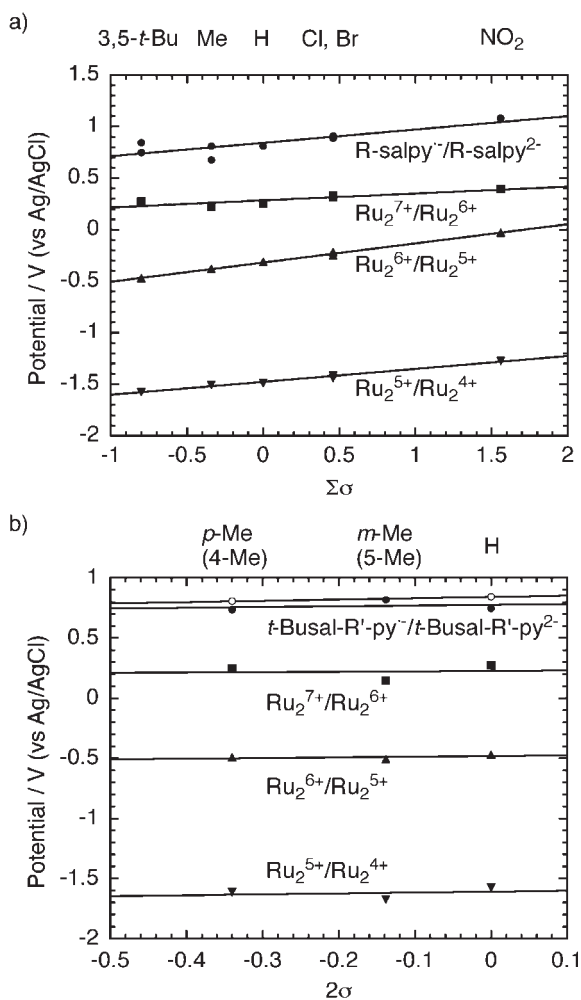 a)
3,5-t-Bu Me H Cl, Br NO₂
1.5
1
0.5
0
-0.5
-1
-1.5
-2
Potential / V (vs Ag/AgCl)
R-salpy˙⁻/R-salpy²⁻
Ru₂⁷⁺/Ru₂⁶⁺
Ru₂⁶⁺/Ru₂⁵⁺
Ru₂⁵⁺/Ru₂⁴⁺
-1 -0.5 0 0.5 1 1.5 2
Σσ
b)
p-Me m-Me H
(4-Me) (5-Me)
1
0.5
0
-0.5
-1
-1.5
-2
Potential / V (vs Ag/AgCl)
t-Busal-R'-py˙⁻/t-Busal-R'-py²⁻
Ru₂⁷⁺/Ru₂⁶⁺
Ru₂⁶⁺/Ru₂⁵⁺
Ru₂⁵⁺/Ru₂⁴⁺
-0.5 -0.4 -0.3 -0.2 -0.1 0 0.1
2σ